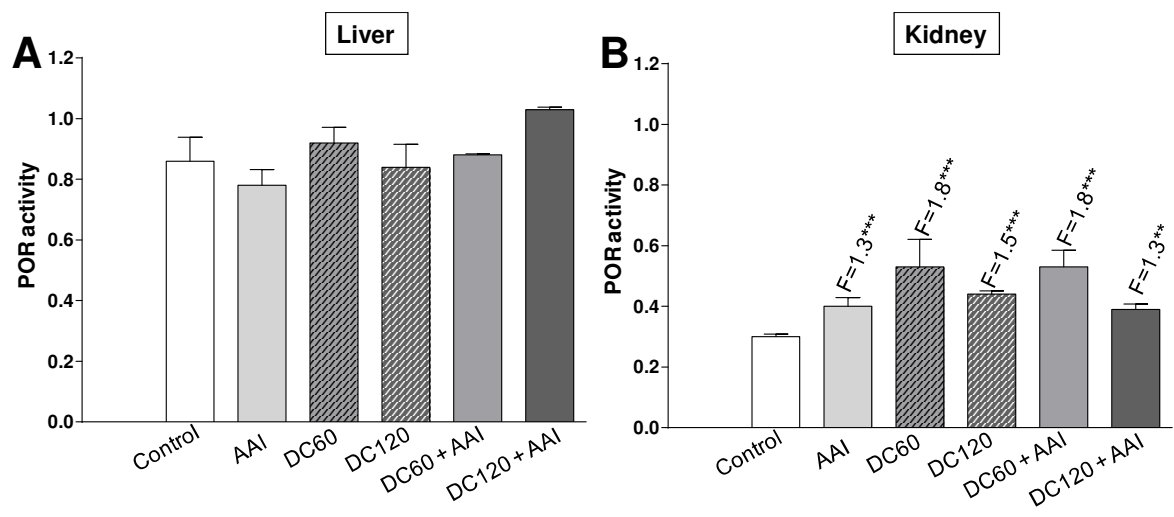 A
Liver
POR activity
1.2
1.0
0.8
0.6
0.4
0.2
0.0
Control
AAI
DC60
DC120
DC60 + AAI
DC120 + AAI
B
Kidney
POR activity
1.2
1.0
0.8
0.6
0.4
0.2
0.0
F=1.3***
F=1.8***
F=1.5***
F=1.8***
F=1.3**
Control
AAI
DC60
DC120
DC60 + AAI
DC120 + AAI